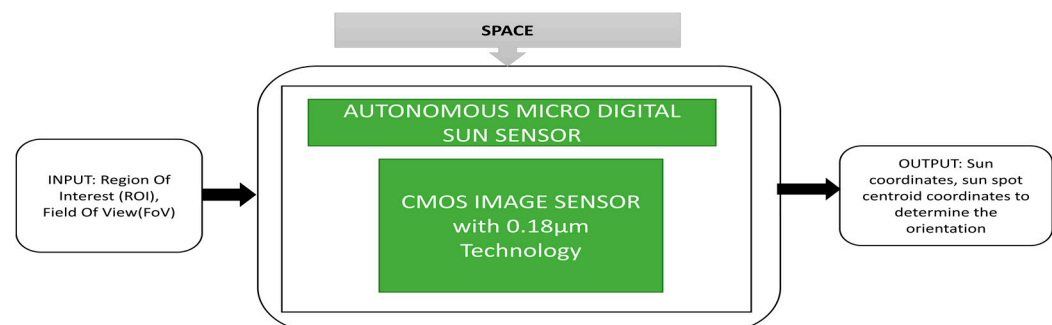 SPACE
AUTONOMOUS MICRO DIGITAL
SUN SENSOR
INPUT: Region Of
Interest (ROI),
Field Of View(FoV)
CMOS IMAGE SENSOR
with 0.18µm
Technology
OUTPUT: Sun
coordinates, sun spot
centroid coordinates to
determine the
orientation